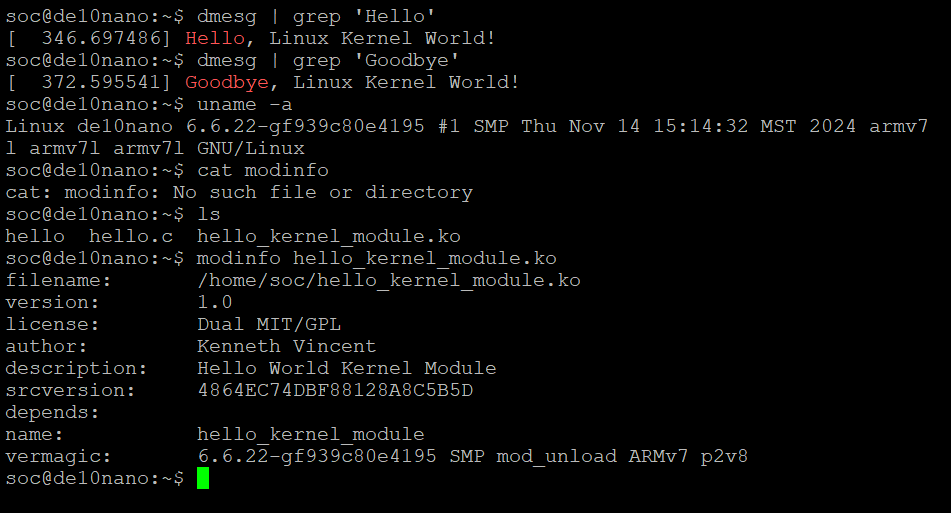 soc@de10nano:~$ dmesg | grep 'Hello'
[  346.697486] Hello, Linux Kernel World!
soc@de10nano:~$ dmesg | grep 'Goodbye'
[  372.595541] Goodbye, Linux Kernel World!
soc@de10nano:~$ uname -a
Linux de10nano 6.6.22-gf939c80e4195 #1 SMP Thu Nov 14 15:14:32 MST 2024 armv7
l armv7l armv7l GNU/Linux
soc@de10nano:~$ cat modinfo
cat: modinfo: No such file or directory
soc@de10nano:~$ ls
hello  hello.c  hello_kernel_module.ko
soc@de10nano:~$ modinfo hello_kernel_module.ko
filename:       /home/soc/hello_kernel_module.ko
version:        1.0
license:        Dual MIT/GPL
author:         Kenneth Vincent
description:    Hello World Kernel Module
srcversion:     4864EC74DBF88128A8C5B5D
depends:
name:           hello_kernel_module
vermagic:       6.6.22-gf939c80e4195 SMP mod_unload ARMv7 p2v8
soc@de10nano:~$